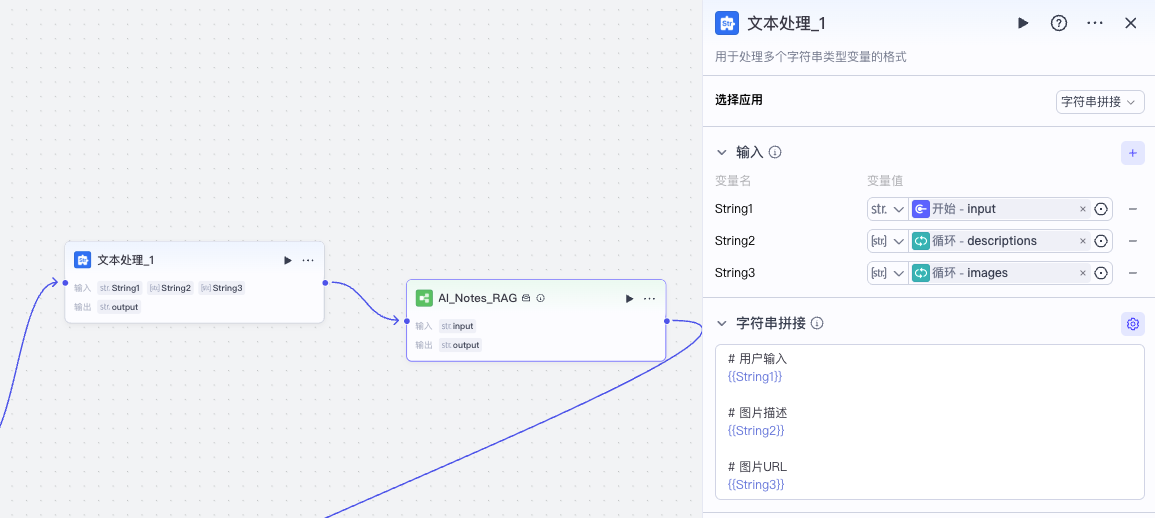 文本处理_1
输入 str. String1 [str.] String2 [str.] String3
输出 str. output
AI_Notes_RAG
输入 str. input
输出 str. output
Str
文本处理_1
用于处理多个字符串类型变量的格式
选择应用
字符串拼接
输入
变量名 变量值
String1 str. 开始 - input
String2 [str.] 循环 - descriptions
String3 [str.] 循环 - images
字符串拼接
# 用户输入
{{String1}}
# 图片描述
{{String2}}
# 图片URL
{{String3}}